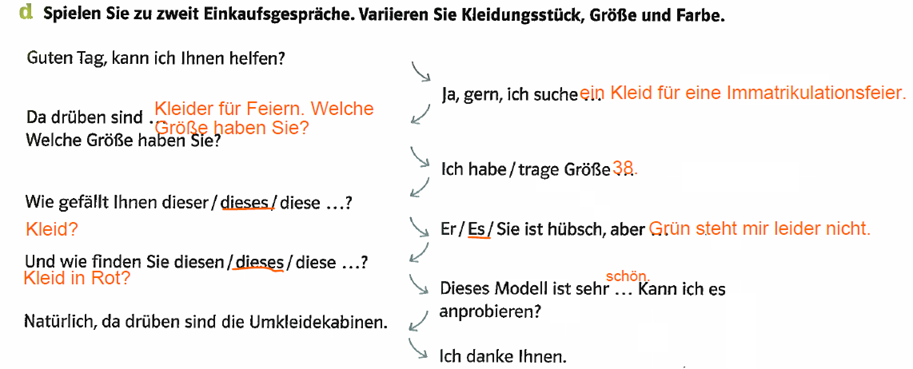 d Spielen Sie zu zweit Einkaufsgespräche. Variieren Sie Kleidungsstück, Größe und Farbe.
Guten Tag, kann ich Ihnen helfen?
Ja, gern, ich suche ... ein Kleid für eine Immatrikulationsfeier.
Da drüben sind ... Kleider für Feiern. Welche
Größe haben Sie?
Welche Größe haben Sie?
Ich habe / trage Größe ... 38.
Wie gefällt Ihnen dieser / dieses / diese ...?
Kleid?
Er / Es / Sie ist hübsch, aber ... Grün steht mir leider nicht.
Und wie finden Sie diesen / dieses / diese ...?
Kleid in Rot?
schön.
Dieses Modell ist sehr ... Kann ich es
anprobieren?
Natürlich, da drüben sind die Umkleidekabinen.
Ich danke Ihnen.